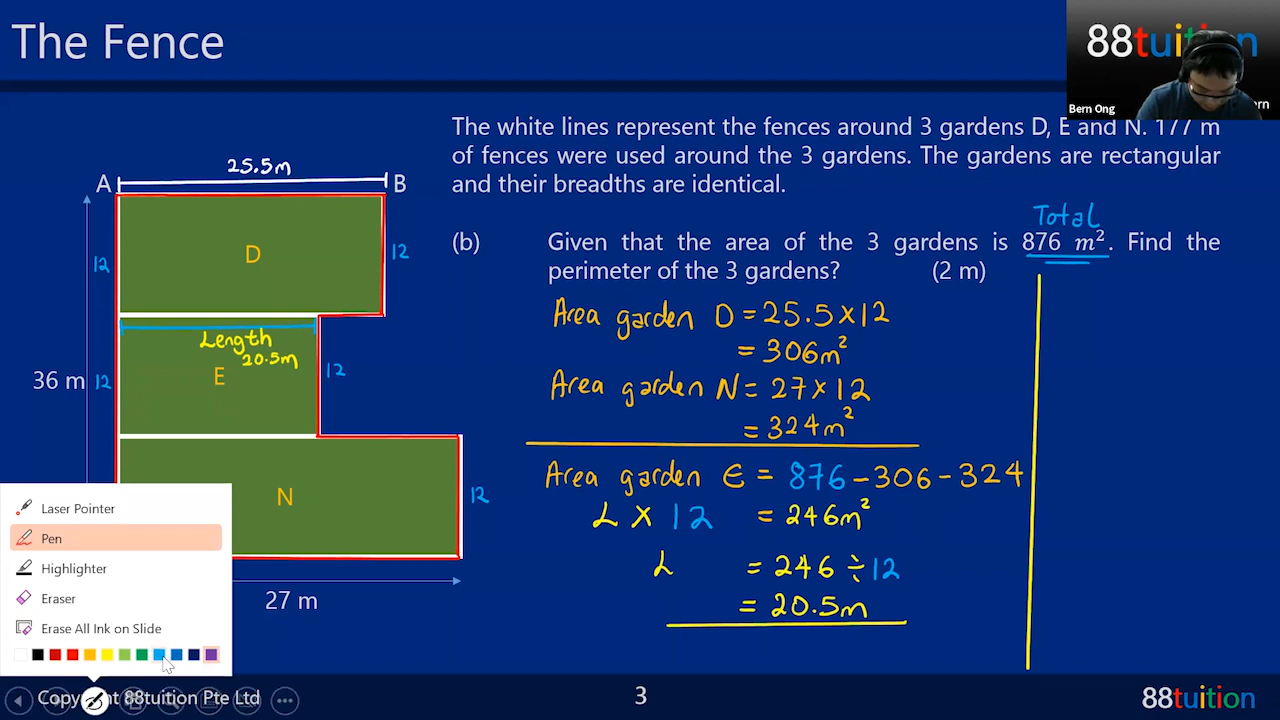 The Fence
88tuition
Bern Ong
The white lines represent the fences around 3 gardens D, E and N. 177 m
of fences were used around the 3 gardens. The gardens are rectangular
and their breadths are identical.
25.5m
A B
Total
(b) Given that the area of the 3 gardens is 876 m². Find the
perimeter of the 3 gardens? (2 m)
D
12 12
Area garden D = 25.5 x 12
= 306m²
Length
20.5m
E
36 m 12 12
Area garden N = 27 x 12
= 324m²
Area garden E = 876 - 306 - 324
N
12
L x 12 = 246m²
L = 246 ÷ 12
= 20.5m
27 m
Laser Pointer
Pen
Highlighter
Eraser
Erase All Ink on Slide
Copyright 88tuition Pte Ltd
3
88tuition